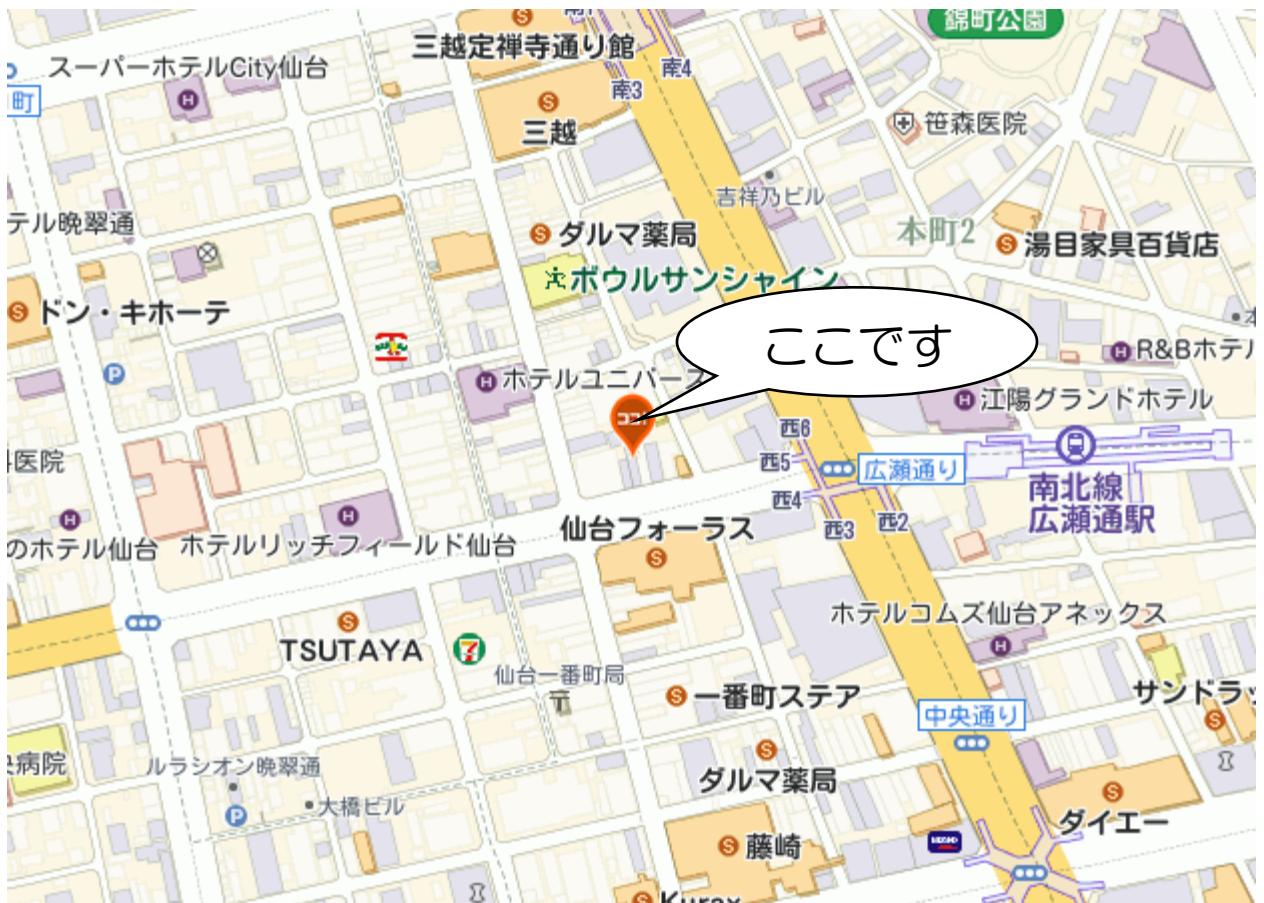 錦町公園
三越定禅寺通り館
南4
スーパーホテルCity仙台
南3
町
三越
笹森医院
吉祥乃ビル
テル晩翠通
ダルマ薬局
本町2
湯目家具百貨店
ボウルサンシャイン
ドン・キホーテ
ここです
R&Bホテル
ホテルユニバース
江陽グランドホテル
ココ!
西6
医院
西5
広瀬通り
南北線
広瀬通駅
西4
西3
西2
仙台フォーラス
のホテル仙台
ホテルリッチフィールド仙台
ホテルコムズ仙台アネックス
TSUTAYA
仙台一番町局
一番町ステア
サンドラッ
中央通り
病院
ルラシオン晩翠通
ダルマ薬局
大橋ビル
ダイエー
藤崎
Kurax